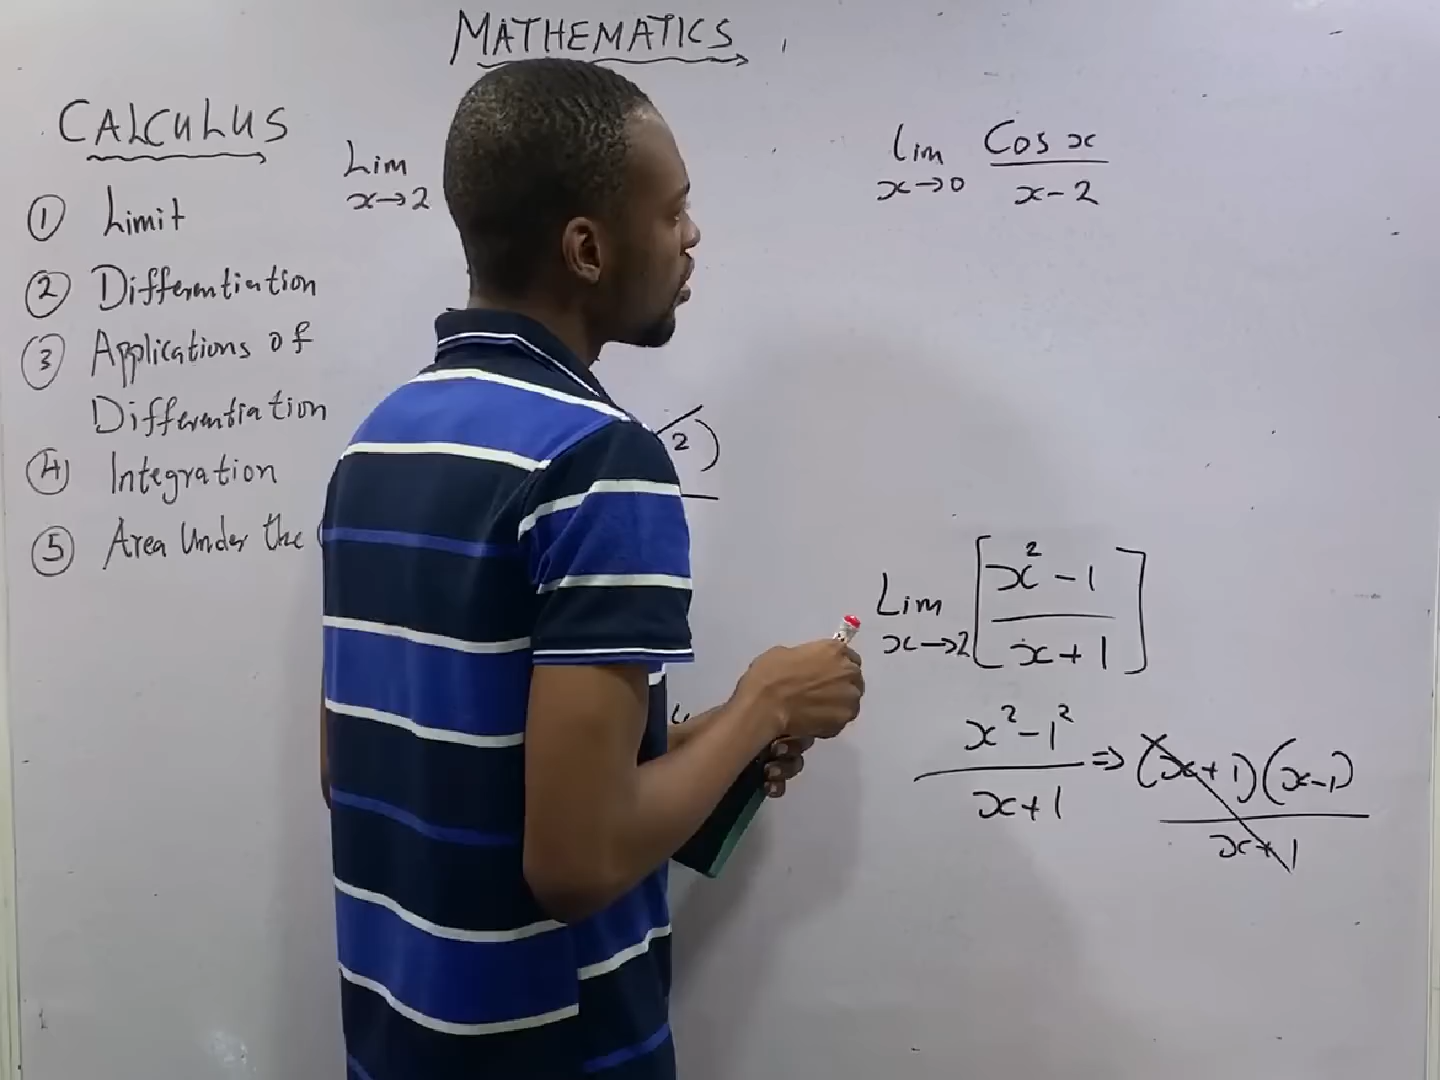 MATHEMATICS
CALCULUS
① Limit
② Differentiation
③ Applications of
Differentiation
④ Integration
⑤ Area Under the
Lim
x→2
2)
lim cos x
x→0 x-2
Lim [x² - 1]
x→2 [x + 1]
x² - 1² ⇒ (x+1)(x-1)
x+1 x+1